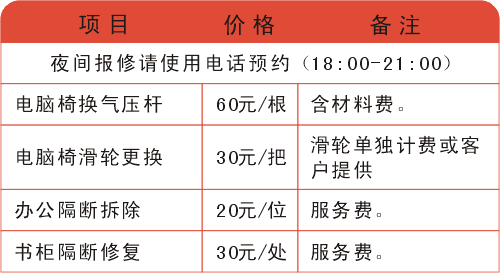 项目 价格 备注
夜间报修请使用电话预约（18:00-21:00）
电脑椅换气压杆 60元/根 含材料费。
电脑椅滑轮更换 30元/把 滑轮单独计费或客
户提供
办公隔断拆除 20元/位 服务费。
书柜隔断修复 30元/处 服务费。